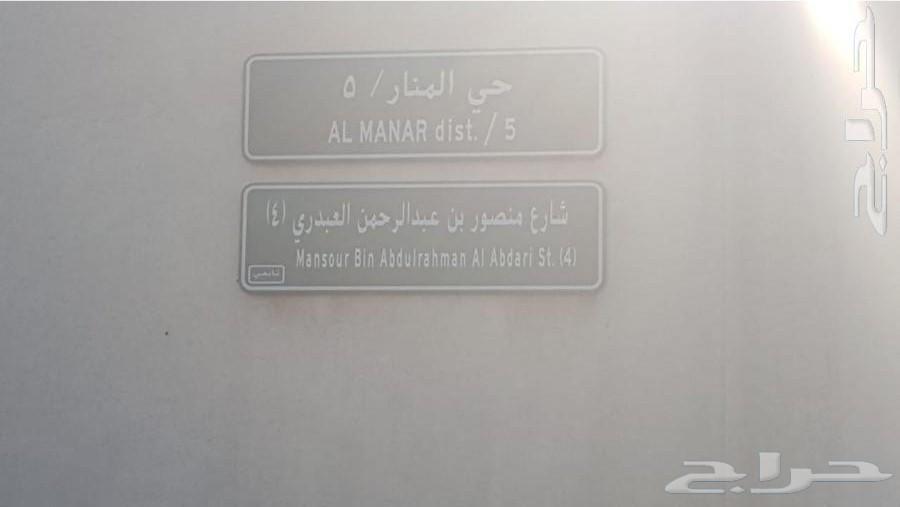 حي المنار / ٥
AL MANAR dist. / 5
شارع منصور بن عبدالرحمن العبدري (٤)
Mansour Bin Abdulrahman Al Abdari St. (4)
تابعي
حراج
حراج